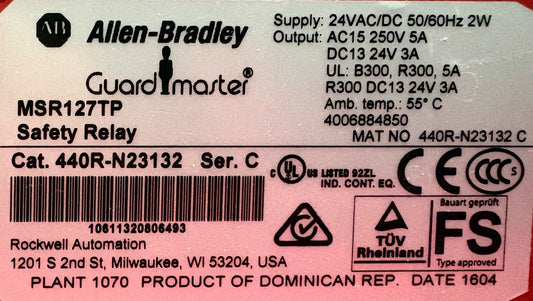 AB Allen-Bradley
Guardmaster®
MSR127TP
Safety Relay
Supply: 24VAC/DC 50/60Hz 2W
Output: AC15 250V 5A
DC13 24V 3A
UL: B300, R300, 5A
R300 DC13 24V 3A
Amb. temp.: 55° C
4006884850
MAT NO 440R-N23132 C
Cat. 440R-N23132 Ser. C
10611320806493
Rockwell Automation
1201 S 2nd St, Milwaukee, WI 53204, USA
C UL US LISTED 92ZL
IND. CONT. EQ.
CE
CCC S
TÜV
Rheinland
Bauart geprüft
FS
Type approved
PLANT 1070 PRODUCT OF DOMINICAN REP. DATE 1604